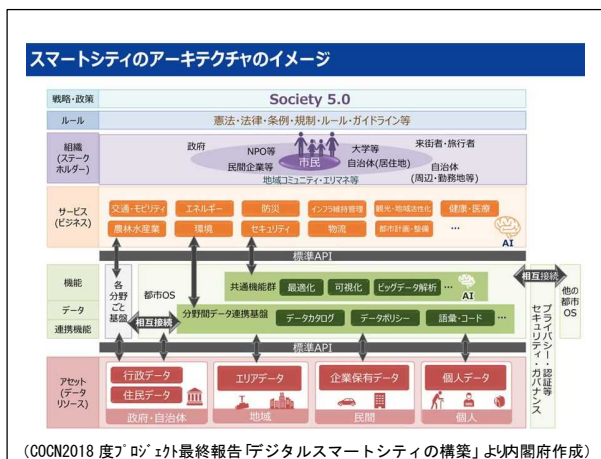 スマートシティのアーキテクチャのイメージ
戦略・政策
Society 5.0
ルール
憲法・法律・条例・規制・ルール・ガイドライン等
組織
(ステーク
ホルダー)
政府
NPO等
民間企業等
市民
大学等
自治体(居住地)
来街者・旅行者
自治体
(周辺・勤務地等)
地域コミュニティ・エリマネ等
サービス
(ビジネス)
交通・モビリティ
エネルギー
防災
インフラ維持管理
観光・地域活性化
健康・医療
農林水産業
環境
セキュリティ
物流
都市計画・整備
…
AI
標準API
機能
データ
連携機能
各
分野
ごと
基盤
都市OS
相互接続
共通機能群
最適化
可視化
ビッグデータ解析
…
AI
分野間データ連携基盤
データカタログ
データポリシー
語彙・コード
…
相互接続
他の
都市
OS
プライバシー・認証等
セキュリティ・ガバナンス
標準API
アセット
(データ
リソース)
行政データ
住民データ
政府・自治体
エリアデータ
地域
企業保有データ
民間
個人データ
個人
(COCN2018 度プロジェクト最終報告「デジタルスマートシティの構築」より内閣府作成)